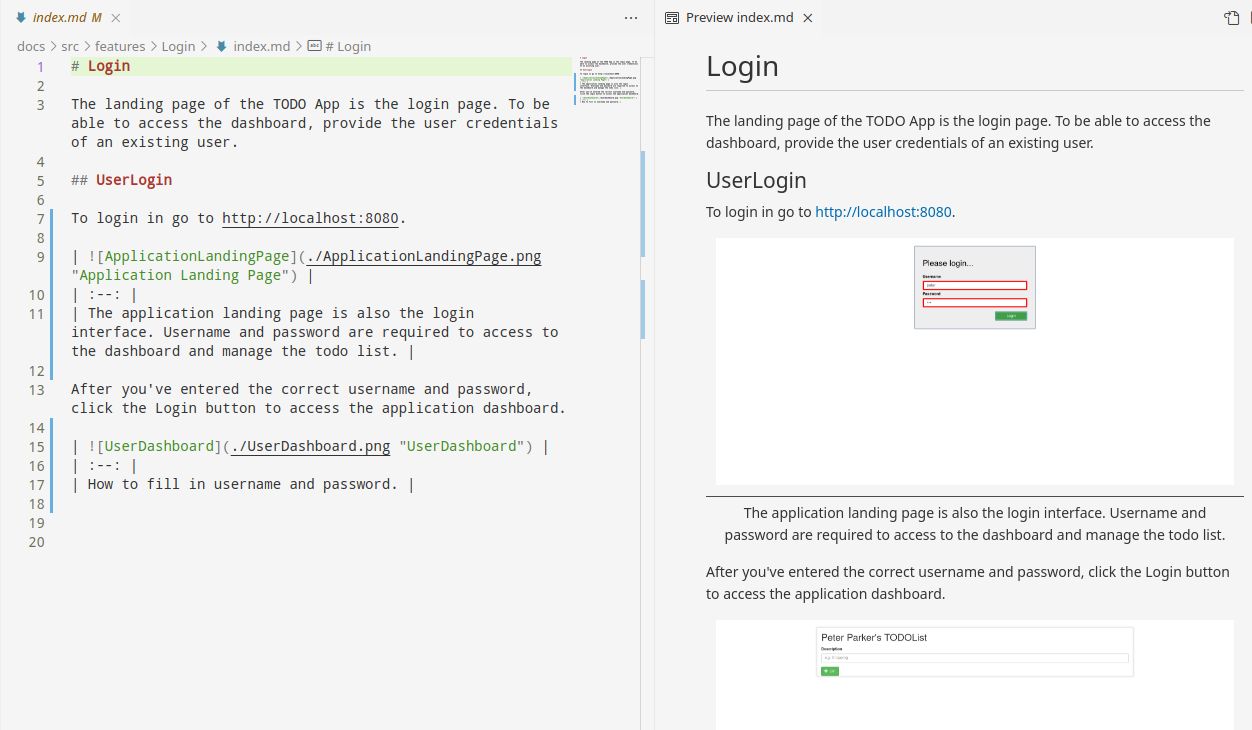 index.md M
Preview index.md
docs > src > features > Login > index.md > # Login
1 # Login
2
3 The landing page of the TODO App is the login page. To be
able to access the dashboard, provide the user credentials
of an existing user.
4
5 ## UserLogin
6
7 To login in go to http://localhost:8080.
8
9 | ![ApplicationLandingPage](./ApplicationLandingPage.png
"Application Landing Page") |
10 | :--: |
11 | The application landing page is also the login
interface. Username and password are required to access to
the dashboard and manage the todo list. |
12
13 After you've entered the correct username and password,
click the Login button to access the application dashboard.
14
15 | ![UserDashboard](./UserDashboard.png "UserDashboard") |
16 | :--: |
17 | How to fill in username and password. |
18
19
20
Login
The landing page of the TODO App is the login page. To be able to access the
dashboard, provide the user credentials of an existing user.
UserLogin
To login in go to http://localhost:8080.
Please login...
Username
peter
Password
Login
The application landing page is also the login interface. Username and
password are required to access to the dashboard and manage the todo list.
After you've entered the correct username and password, click the Login button
to access the application dashboard.
Peter Parker's TODOList
Description